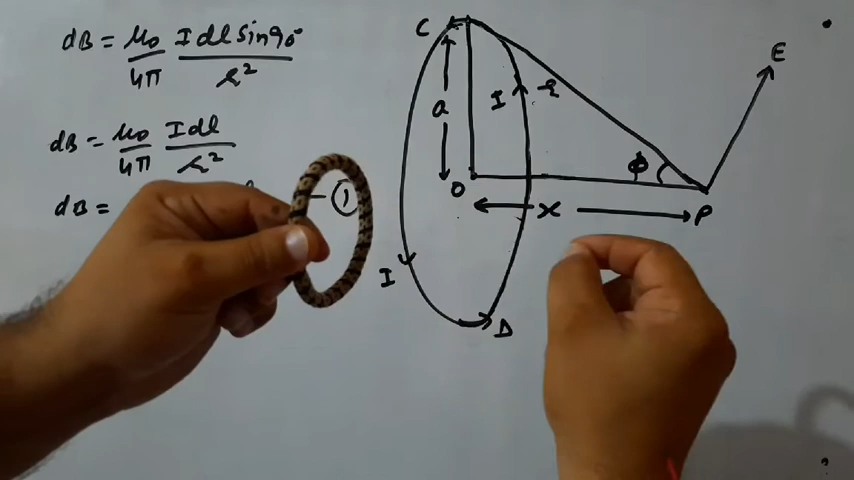 dB = μ₀/4π Idl Sin90°/r²
dB = μ₀/4π Idl/r²
dB = — ①
C
E
a
I
r
ϕ
O
x
P
I
D